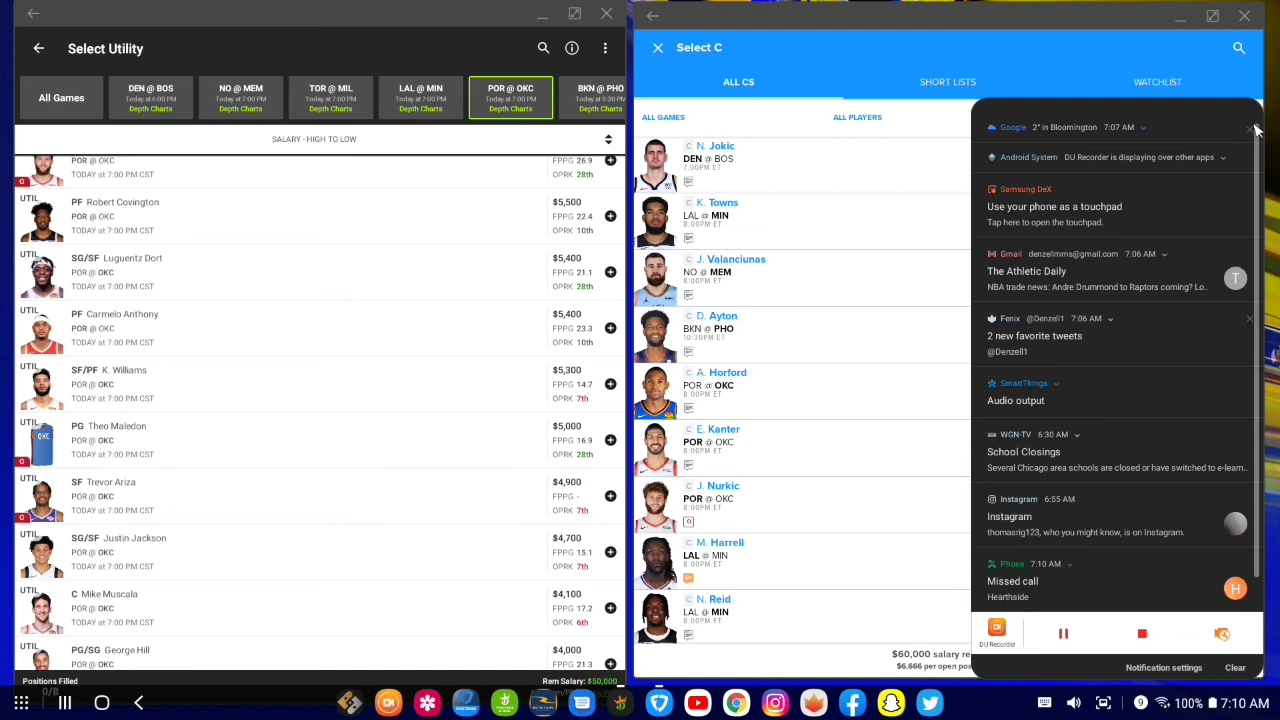 Select Utility
All Games
DEN @ BOS
Today at 6:00 PM
Depth Charts
NO @ MEM
Today at 7:00 PM
Depth Charts
TOR @ MIL
Today at 7:00 PM
Depth Charts
LAL @ MIN
Today at 7:00 PM
Depth Charts
POR @ OKC
Today at 7:00 PM
Depth Charts
BKN @ PHO
Today at 9:30 PM
Depth Charts
SALARY - HIGH TO LOW
POR @ OKC
TODAY at 7:00 PM CST
O
FPPG 26.9
OPRK 28th
UTIL
PF Robert Covington
POR @ OKC
TODAY at 7:00 PM CST
$5,500
FPPG 22.4
OPRK 10th
UTIL
SG/SF Luguentz Dort
POR @ OKC
TODAY at 7:00 PM CST
$5,400
FPPG 21.1
OPRK 28th
UTIL
PF Carmelo Anthony
POR @ OKC
TODAY at 7:00 PM CST
$5,400
FPPG 23.3
OPRK 10th
UTIL
SF/PF K. Williams
POR @ OKC
TODAY at 7:00 PM CST
$5,300
FPPG 14.7
OPRK 7th
UTIL
PG Theo Maledon
POR @ OKC
TODAY at 7:00 PM CST
O
$5,000
FPPG 16.9
OPRK 28th
UTIL
SF Trevor Ariza
POR @ OKC
TODAY at 7:00 PM CST
O
$4,900
FPPG -
OPRK 7th
UTIL
SG/SF Justin Jackson
POR @ OKC
TODAY at 7:00 PM CST
$4,700
FPPG 15.1
OPRK 7th
UTIL
C Mike Muscala
POR @ OKC
TODAY at 7:00 PM CST
$4,100
FPPG 17.2
OPRK 6th
UTIL
PG/SG George Hill
POR @ OKC
$4,000
FPPG 21.3
Positions Filled
0/8
Rem Salary: $50,000
Select C
ALL CS
SHORT LISTS
WATCHLIST
ALL GAMES
ALL PLAYERS
C N. Jokic
DEN @ BOS
7:00PM ET
C K. Towns
LAL @ MIN
8:00PM ET
C J. Valanciunas
NO @ MEM
8:00PM ET
C D. Ayton
BKN @ PHO
10:30PM ET
C A. Horford
POR @ OKC
8:00PM ET
C E. Kanter
POR @ OKC
8:00PM ET
C J. Nurkic
POR @ OKC
8:00PM ET
O
C M. Harrell
LAL @ MIN
8:00PM ET
C N. Reid
LAL @ MIN
8:00PM ET
$60,000 salary re
$6,666 per open pos
Google 2° in Bloomington 7:07 AM
Android System DU Recorder is displaying over other apps
Samsung DeX
Use your phone as a touchpad
Tap here to open the touchpad.
Gmail denzellmms@gmail.com 7:06 AM
The Athletic Daily
NBA trade news: Andre Drummond to Raptors coming? Lo..
T
Fenix @Denzell1 7:06 AM
2 new favorite tweets
@Denzell1
SmartThings
Audio output
WGN-TV 6:30 AM
School Closings
Several Chicago area schools are closed or have switched to e-learn..
Instagram 6:55 AM
Instagram
thomasrig123, who you might know, is on Instagram.
Phone 7:10 AM
Missed call
Hearthside
H
DU Recorder
Notification settings
Clear
9
100%
7:10 AM